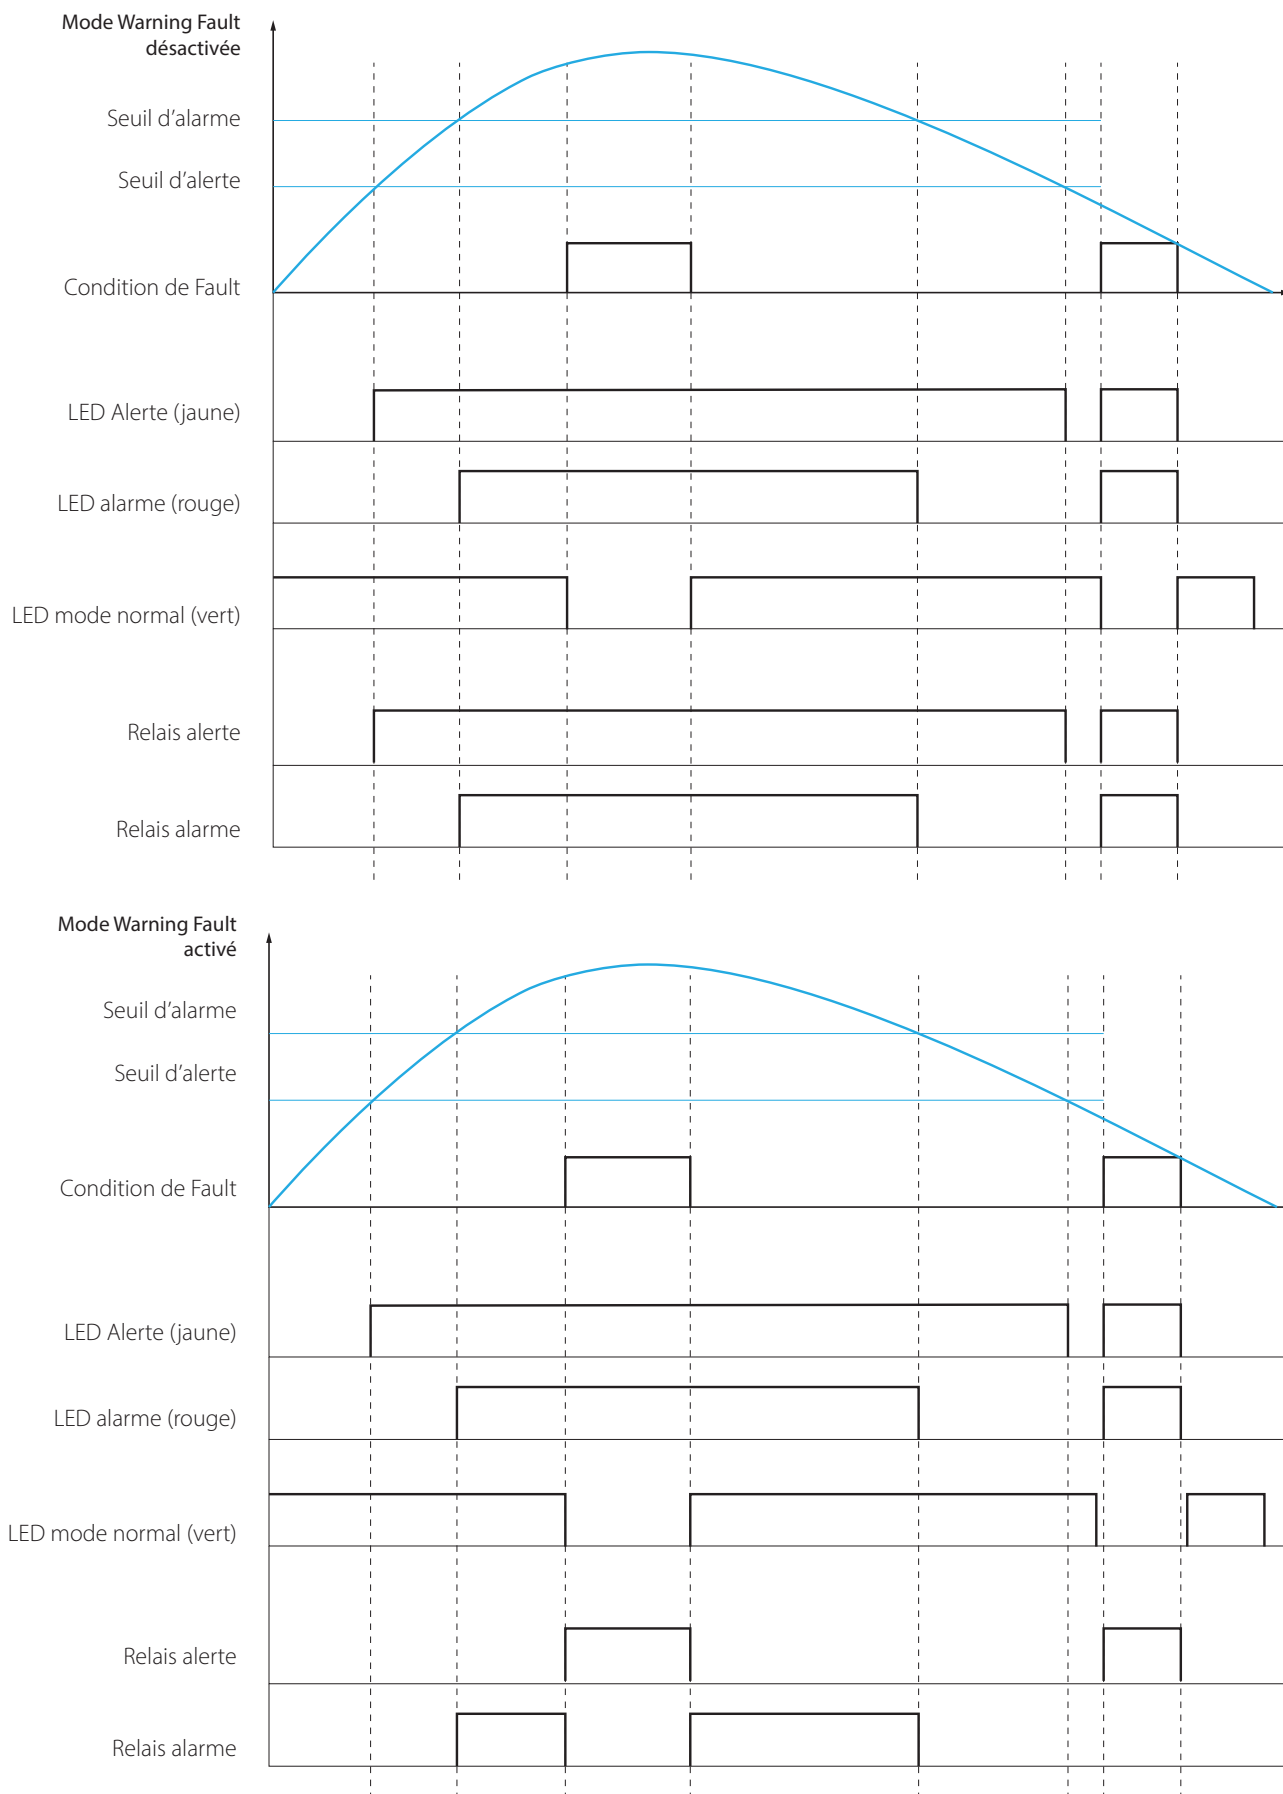 Mode Warning Fault
désactivée
Seuil d'alarme
Seuil d'alerte
Condition de Fault
LED Alerte (jaune)
LED alarme (rouge)
LED mode normal (vert)
Relais alerte
Relais alarme
Mode Warning Fault
activé
Seuil d'alarme
Seuil d'alerte
Condition de Fault
LED Alerte (jaune)
LED alarme (rouge)
LED mode normal (vert)
Relais alerte
Relais alarme